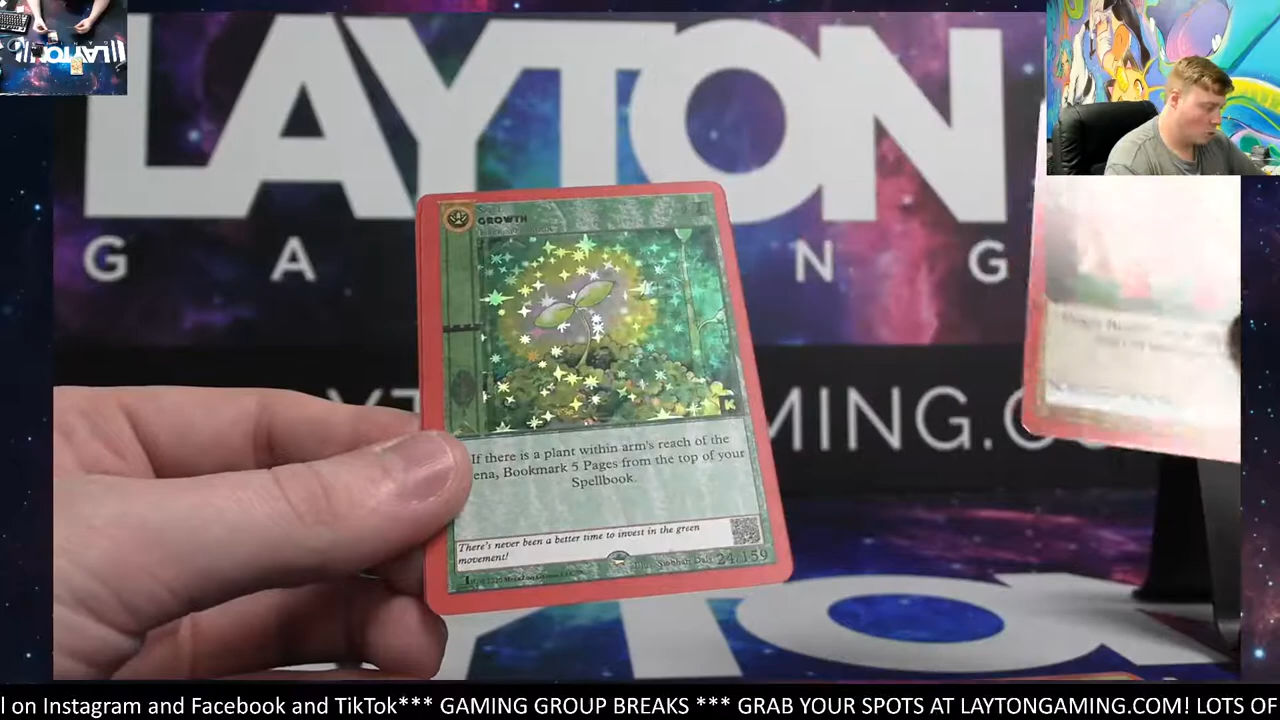 LAYTON
G A N G
GAMING.CO
GROWTH
If there is a plant within arm's reach of the
ena, Bookmark 5 Pages from the top of your
Spellbook.
There's never been a better time to invest in the green
movement!
24/159
l on Instagram and Facebook and TikTok*** GAMING GROUP BREAKS *** GRAB YOUR SPOTS AT LAYTONGAMING.COM! LOTS OF